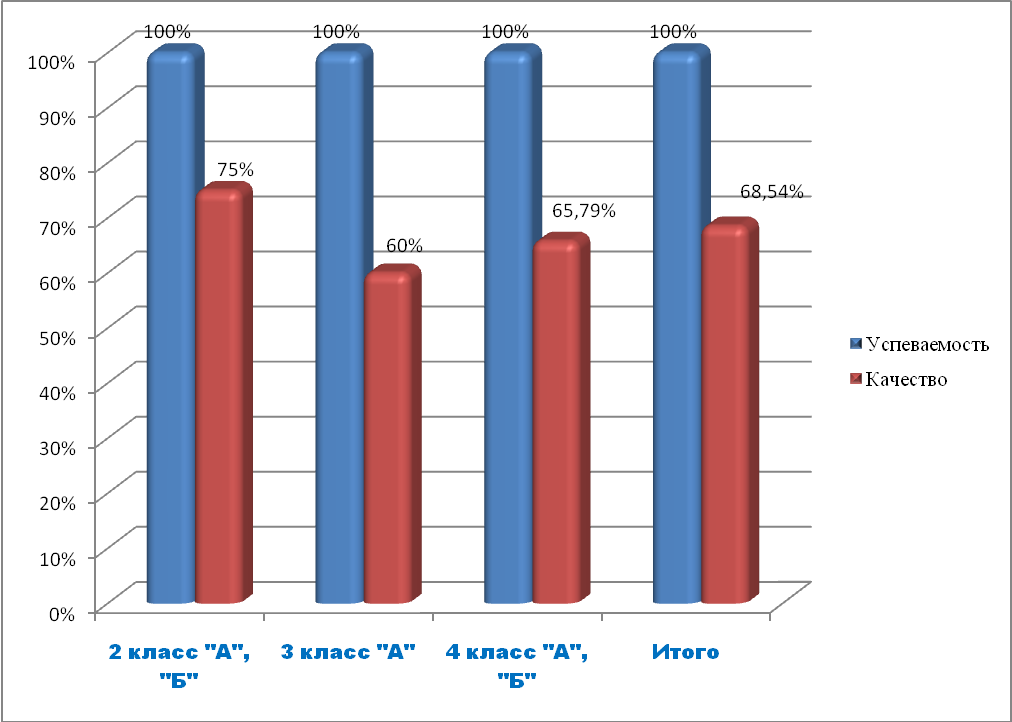 100%
100%
100%
100%
100%
90%
80%
70%
60%
50%
40%
30%
20%
10%
0%
75%
60%
65,79%
68,54%
Успеваемость
Качество
2 класс "А",
"Б"
3 класс "А"
4 класс "А",
"Б"
Итого